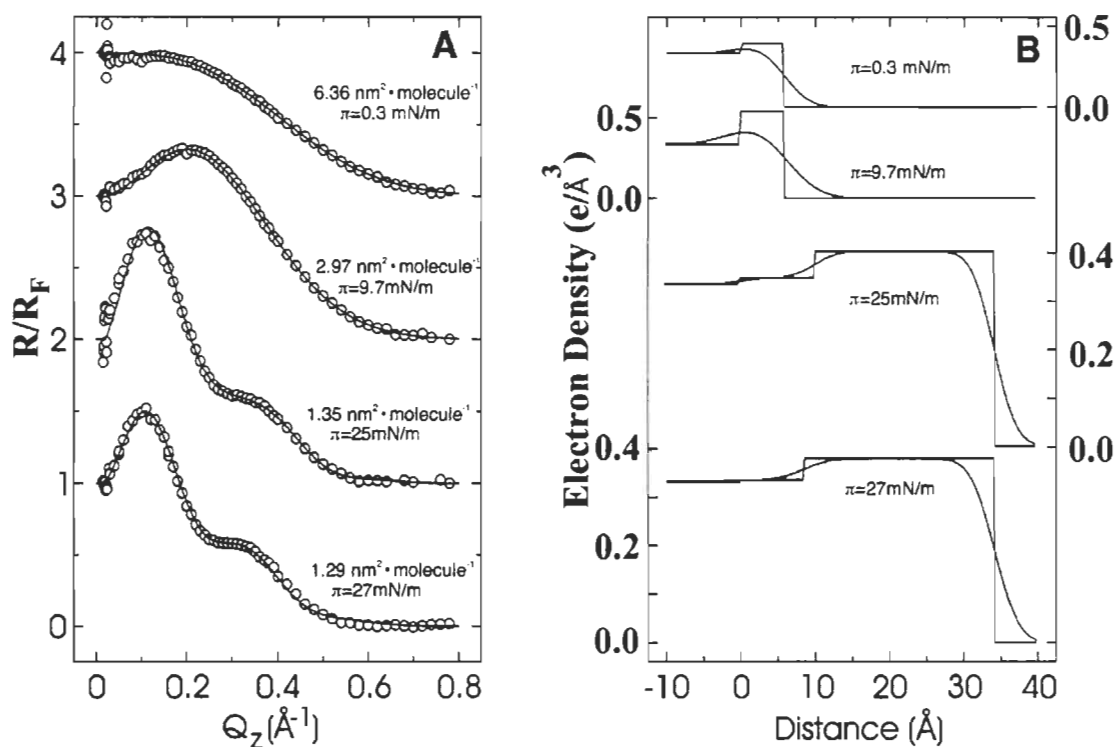 A
4
3
2
1
0
R/R_F
6.36 nm²•molecule⁻¹
π=0.3 mN/m
2.97 nm²•molecule⁻¹
π=9.7mN/m
1.35 nm²•molecule⁻¹
π=25mN/m
1.29 nm²•molecule⁻¹
π=27mN/m
0 0.2 0.4 0.6 0.8
Q_Z(Å⁻¹)
B
0.5
0.0
π=0.3 mN/m
0.5
0.0
π=9.7mN/m
0.4
0.2
0.0
π=25mN/m
0.4
0.2
0.0
π=27mN/m
Electron Density (e/Å³)
-10 0 10 20 30 40
Distance (Å)